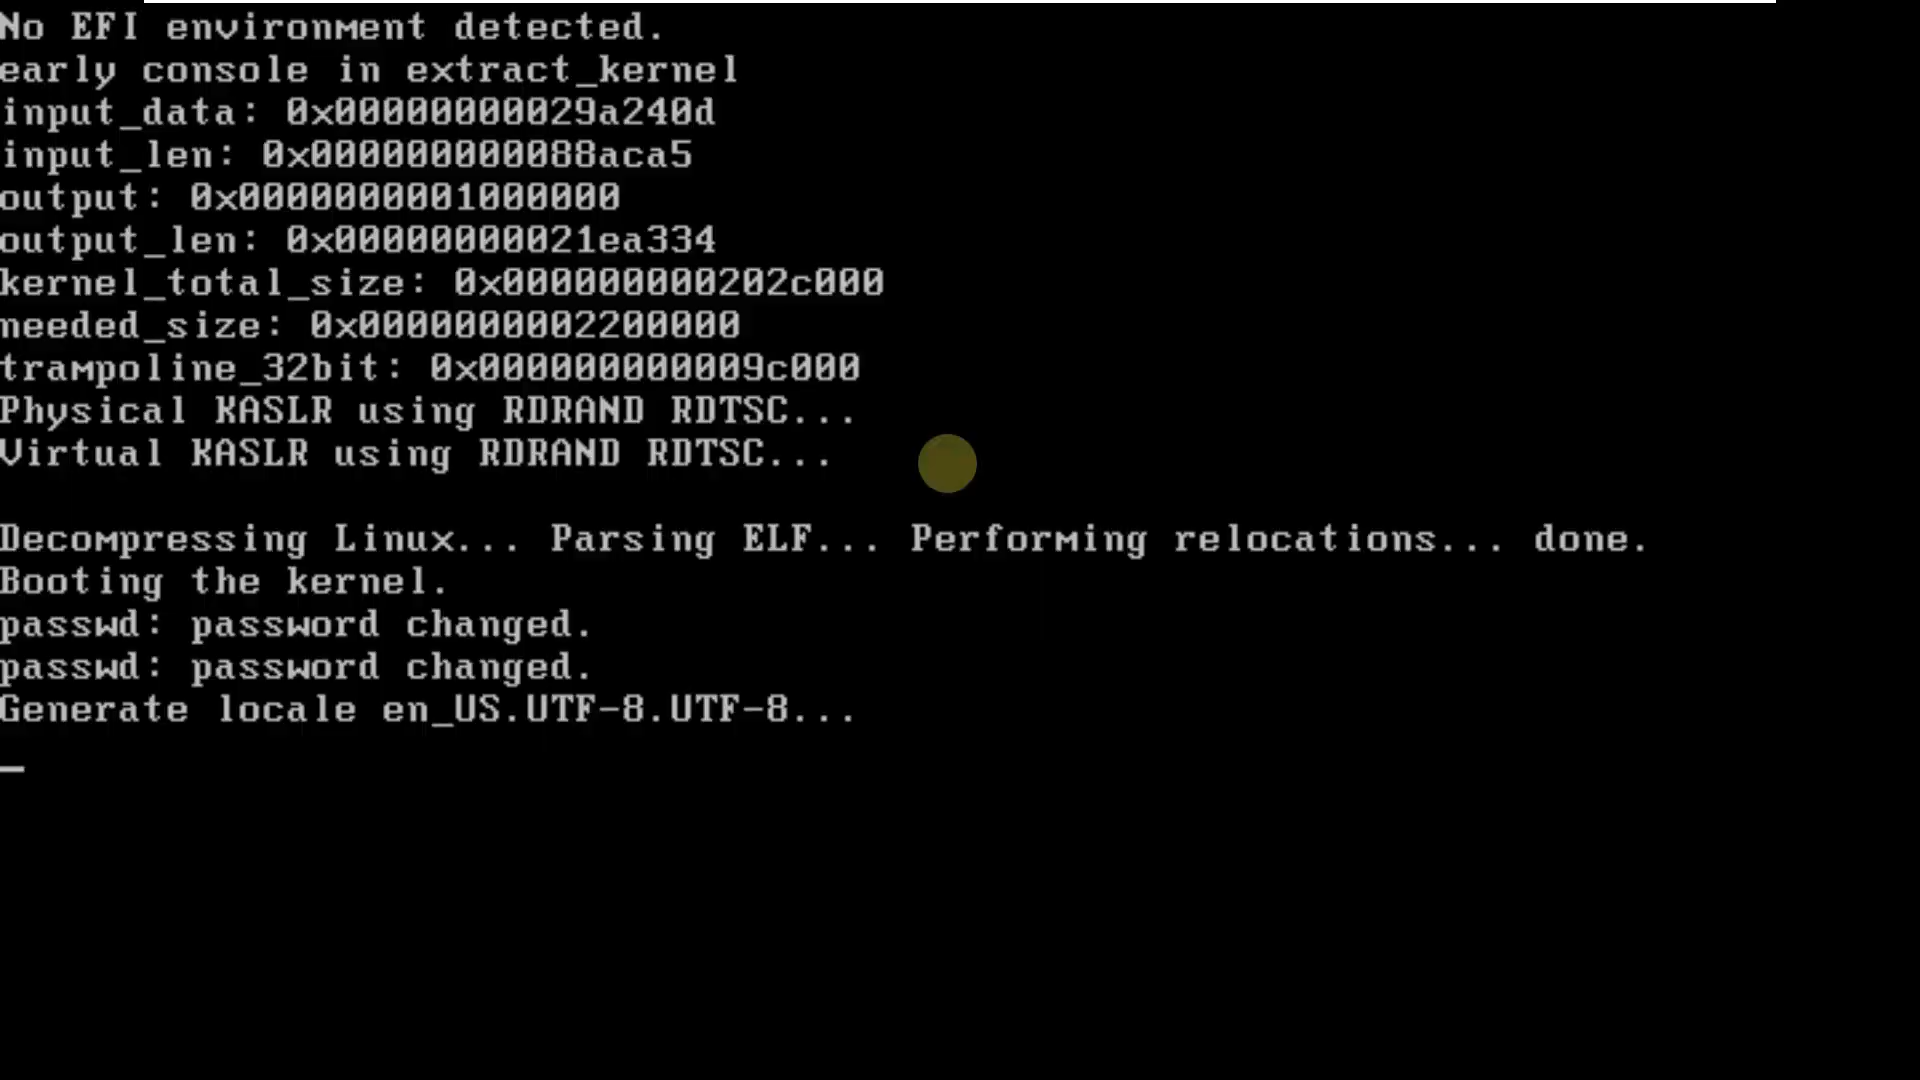 No EFI environment detected.
early console in extract_kernel
input_data: 0x00000000029a240d
input_len: 0x000000000088aca5
output: 0x0000000001000000
output_len: 0x00000000021ea334
kernel_total_size: 0x000000000202c000
needed_size: 0x0000000002200000
trampoline_32bit: 0x000000000009c000
Physical KASLR using RDRAND RDTSC...
Virtual KASLR using RDRAND RDTSC...
Decompressing Linux... Parsing ELF... Performing relocations... done.
Booting the kernel.
passwd: password changed.
passwd: password changed.
Generate locale en_US.UTF-8.UTF-8...